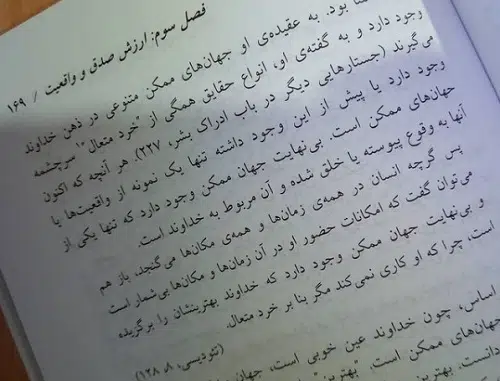 فصل سوم: ارزش صدق و واقعیت / ۱۶۹
بود. به عقیده‌ی او جهان‌های ممکن متنوعی در ذهن خداوند
وجود دارد و به گفته‌ی او، انواع حقایق همگی از "خرد متعال" سرچشمه
می‌گیرند (جستارهایی دیگر در باب ادراک بشر، ۲۲۷). هر آنچه که اکنون
وجود دارد یا پیش از این وجود داشته تنها یک نمونه از واقعیت‌ها یا
جهان‌های ممکن است. بی‌نهایت جهان ممکن وجود دارد که تنها یکی از
آنها به وقوع پیوسته یا خلق شده و آن مربوط به خداوند است.
پس گرچه انسان در همه‌ی زمان‌ها و همه‌ی مکان‌ها می‌گنجد، باز هم
می‌توان گفت که امکانات حضور او در آن زمان‌ها و مکان‌ها بی‌شمار است
و بی‌نهایت جهان ممکن وجود دارد که خداوند بهترینشان را برگزیده
است، چرا که او کاری نمی‌کند مگر بنا بر خرد متعال.
(تئودیسی، ۸، ۱۲۸)
اساس، چون خداوند عین خوبی است، جهان
جهان‌های ممکن است. "بهترین"
دانست. بهترین